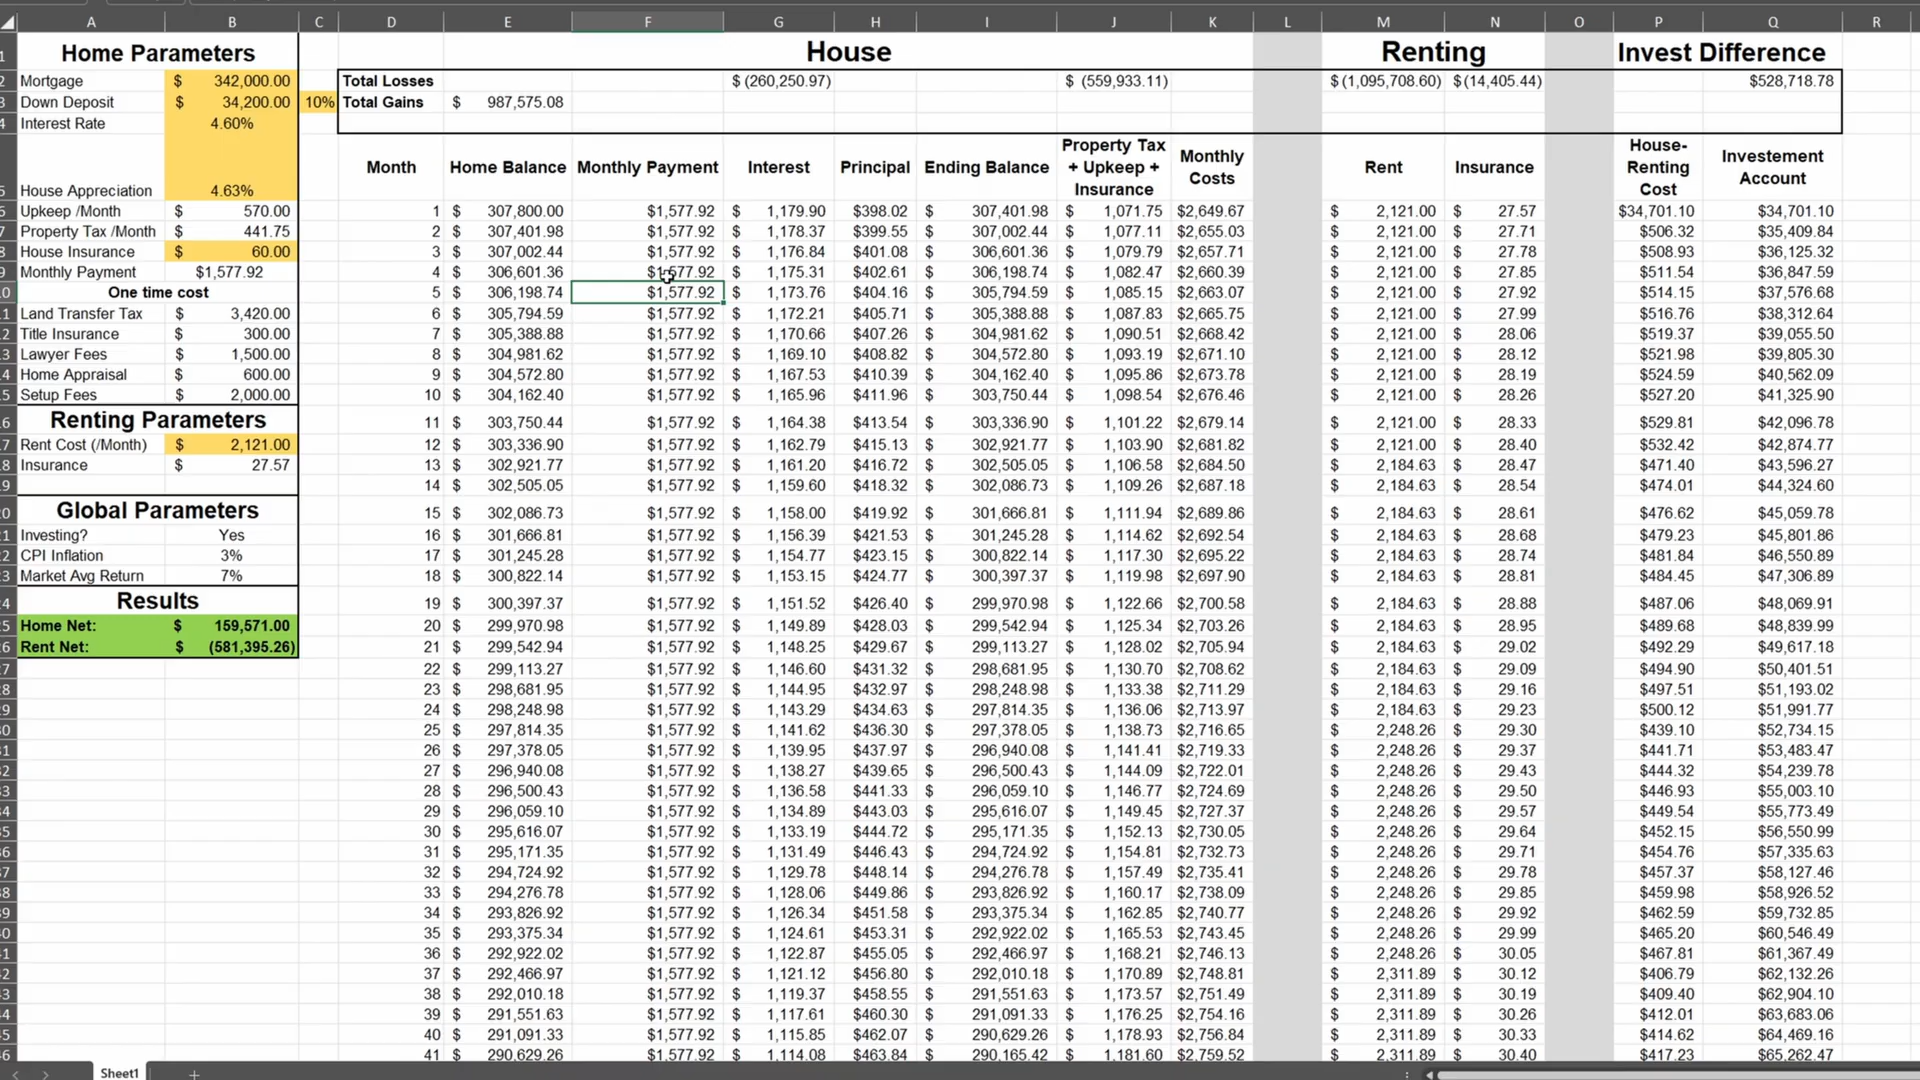 A B C D E F G H I J K L M N O P Q R
Home Parameters House Renting Invest Difference
Mortgage $ 342,000.00 Total Losses $ (260,250.97) $ (559,933.11) $ (1,095,708.60) $ (14,405.44) $528,718.78
Down Deposit $ 34,200.00 10% Total Gains $ 987,575.08
Interest Rate 4.60%
House Appreciation 4.63% Month Home Balance Monthly Payment Interest Principal Ending Balance Property Tax + Upkeep + Insurance Monthly Costs Rent Insurance House-Renting Cost Investement Account
Upkeep /Month $ 570.00 1 $ 307,800.00 $1,577.92 $ 1,179.90 $398.02 $ 307,401.98 $ 1,071.75 $2,649.67 $ 2,121.00 $ 27.57 $34,701.10 $34,701.10
Property Tax /Month $ 441.75 2 $ 307,401.98 $1,577.92 $ 1,178.37 $399.55 $ 307,002.44 $ 1,077.11 $2,655.03 $ 2,121.00 $ 27.71 $506.32 $35,409.84
House Insurance $ 60.00 3 $ 307,002.44 $1,577.92 $ 1,176.84 $401.08 $ 306,601.36 $ 1,079.79 $2,657.71 $ 2,121.00 $ 27.78 $508.93 $36,125.32
Monthly Payment $1,577.92 4 $ 306,601.36 $1,577.92 $ 1,175.31 $402.61 $ 306,198.74 $ 1,082.47 $2,660.39 $ 2,121.00 $ 27.85 $511.54 $36,847.59
One time cost 5 $ 306,198.74 $1,577.92 $ 1,173.76 $404.16 $ 305,794.59 $ 1,085.15 $2,663.07 $ 2,121.00 $ 27.92 $514.15 $37,576.68
Land Transfer Tax $ 3,420.00 6 $ 305,794.59 $1,577.92 $ 1,172.21 $405.71 $ 305,388.88 $ 1,087.83 $2,665.75 $ 2,121.00 $ 27.99 $516.76 $38,312.64
Title Insurance $ 300.00 7 $ 305,388.88 $1,577.92 $ 1,170.66 $407.26 $ 304,981.62 $ 1,090.51 $2,668.42 $ 2,121.00 $ 28.06 $519.37 $39,055.50
Lawyer Fees $ 1,500.00 8 $ 304,981.62 $1,577.92 $ 1,169.10 $408.82 $ 304,572.80 $ 1,093.19 $2,671.10 $ 2,121.00 $ 28.12 $521.98 $39,805.30
Home Appraisal $ 600.00 9 $ 304,572.80 $1,577.92 $ 1,167.53 $410.39 $ 304,162.40 $ 1,095.86 $2,673.78 $ 2,121.00 $ 28.19 $524.59 $40,562.09
Setup Fees $ 2,000.00 10 $ 304,162.40 $1,577.92 $ 1,165.96 $411.96 $ 303,750.44 $ 1,098.54 $2,676.46 $ 2,121.00 $ 28.26 $527.20 $41,325.90
Renting Parameters 11 $ 303,750.44 $1,577.92 $ 1,164.38 $413.54 $ 303,336.90 $ 1,101.22 $2,679.14 $ 2,121.00 $ 28.33 $529.81 $42,096.78
Rent Cost (/Month) $ 2,121.00 12 $ 303,336.90 $1,577.92 $ 1,162.79 $415.13 $ 302,921.77 $ 1,103.90 $2,681.82 $ 2,121.00 $ 28.40 $532.42 $42,874.77
Insurance $ 27.57 13 $ 302,921.77 $1,577.92 $ 1,161.20 $416.72 $ 302,505.05 $ 1,106.58 $2,684.50 $ 2,184.63 $ 28.47 $471.40 $43,596.27
14 $ 302,505.05 $1,577.92 $ 1,159.60 $418.32 $ 302,086.73 $ 1,109.26 $2,687.18 $ 2,184.63 $ 28.54 $474.01 $44,324.60
Global Parameters 15 $ 302,086.73 $1,577.92 $ 1,158.00 $419.92 $ 301,666.81 $ 1,111.94 $2,689.86 $ 2,184.63 $ 28.61 $476.62 $45,059.78
Investing? Yes 16 $ 301,666.81 $1,577.92 $ 1,156.39 $421.53 $ 301,245.28 $ 1,114.62 $2,692.54 $ 2,184.63 $ 28.68 $479.23 $45,801.86
CPI Inflation 3% 17 $ 301,245.28 $1,577.92 $ 1,154.77 $423.15 $ 300,822.14 $ 1,117.30 $2,695.22 $ 2,184.63 $ 28.74 $481.84 $46,550.89
Market Avg Return 7% 18 $ 300,822.14 $1,577.92 $ 1,153.15 $424.77 $ 300,397.37 $ 1,119.98 $2,697.90 $ 2,184.63 $ 28.81 $484.45 $47,306.89
Results 19 $ 300,397.37 $1,577.92 $ 1,151.52 $426.40 $ 299,970.98 $ 1,122.66 $2,700.58 $ 2,184.63 $ 28.88 $487.06 $48,069.91
Home Net: $ 159,571.00 20 $ 299,970.98 $1,577.92 $ 1,149.89 $428.03 $ 299,542.94 $ 1,125.34 $2,703.26 $ 2,184.63 $ 28.95 $489.68 $48,839.99
Rent Net: $ (581,395.26) 21 $ 299,542.94 $1,577.92 $ 1,148.25 $429.67 $ 299,113.27 $ 1,128.02 $2,705.94 $ 2,184.63 $ 29.02 $492.29 $49,617.18
22 $ 299,113.27 $1,577.92 $ 1,146.60 $431.32 $ 298,681.95 $ 1,130.70 $2,708.62 $ 2,184.63 $ 29.09 $494.90 $50,401.51
23 $ 298,681.95 $1,577.92 $ 1,144.95 $432.97 $ 298,248.98 $ 1,133.38 $2,711.29 $ 2,184.63 $ 29.16 $497.51 $51,193.02
24 $ 298,248.98 $1,577.92 $ 1,143.29 $434.63 $ 297,814.35 $ 1,136.06 $2,713.97 $ 2,184.63 $ 29.23 $500.12 $51,991.77
25 $ 297,814.35 $1,577.92 $ 1,141.62 $436.30 $ 297,378.05 $ 1,138.73 $2,716.65 $ 2,248.26 $ 29.30 $439.10 $52,734.15
26 $ 297,378.05 $1,577.92 $ 1,139.95 $437.97 $ 296,940.08 $ 1,141.41 $2,719.33 $ 2,248.26 $ 29.37 $441.71 $53,483.47
27 $ 296,940.08 $1,577.92 $ 1,138.27 $439.65 $ 296,500.43 $ 1,144.09 $2,722.01 $ 2,248.26 $ 29.43 $444.32 $54,239.78
28 $ 296,500.43 $1,577.92 $ 1,136.58 $441.33 $ 296,059.10 $ 1,146.77 $2,724.69 $ 2,248.26 $ 29.50 $446.93 $55,003.10
29 $ 296,059.10 $1,577.92 $ 1,134.89 $443.03 $ 295,616.07 $ 1,149.45 $2,727.37 $ 2,248.26 $ 29.57 $449.54 $55,773.49
30 $ 295,616.07 $1,577.92 $ 1,133.19 $444.72 $ 295,171.35 $ 1,152.13 $2,730.05 $ 2,248.26 $ 29.64 $452.15 $56,550.99
31 $ 295,171.35 $1,577.92 $ 1,131.49 $446.43 $ 294,724.92 $ 1,154.81 $2,732.73 $ 2,248.26 $ 29.71 $454.76 $57,335.63
32 $ 294,724.92 $1,577.92 $ 1,129.78 $448.14 $ 294,276.78 $ 1,157.49 $2,735.41 $ 2,248.26 $ 29.78 $457.37 $58,127.46
33 $ 294,276.78 $1,577.92 $ 1,128.06 $449.86 $ 293,826.92 $ 1,160.17 $2,738.09 $ 2,248.26 $ 29.85 $459.98 $58,926.52
34 $ 293,826.92 $1,577.92 $ 1,126.34 $451.58 $ 293,375.34 $ 1,162.85 $2,740.77 $ 2,248.26 $ 29.92 $462.59 $59,732.85
35 $ 293,375.34 $1,577.92 $ 1,124.61 $453.31 $ 292,922.02 $ 1,165.53 $2,743.45 $ 2,248.26 $ 29.99 $465.20 $60,546.49
36 $ 292,922.02 $1,577.92 $ 1,122.87 $455.05 $ 292,466.97 $ 1,168.21 $2,746.13 $ 2,248.26 $ 30.05 $467.81 $61,367.49
37 $ 292,466.97 $1,577.92 $ 1,121.12 $456.80 $ 292,010.18 $ 1,170.89 $2,748.81 $ 2,311.89 $ 30.12 $406.79 $62,132.26
38 $ 292,010.18 $1,577.92 $ 1,119.37 $458.55 $ 291,551.63 $ 1,173.57 $2,751.49 $ 2,311.89 $ 30.19 $409.40 $62,904.10
39 $ 291,551.63 $1,577.92 $ 1,117.61 $460.30 $ 291,091.33 $ 1,176.25 $2,754.16 $ 2,311.89 $ 30.26 $412.01 $63,683.06
40 $ 291,091.33 $1,577.92 $ 1,115.85 $462.07 $ 290,629.26 $ 1,178.93 $2,756.84 $ 2,311.89 $ 30.33 $414.62 $64,469.16
41 $ 290,629.26 $1,577.92 $ 1,114.08 $463.84 $ 290,165.42 $ 1,181.60 $2,759.52 $ 2,311.89 $ 30.40 $417.23 $65,262.47
Sheet1